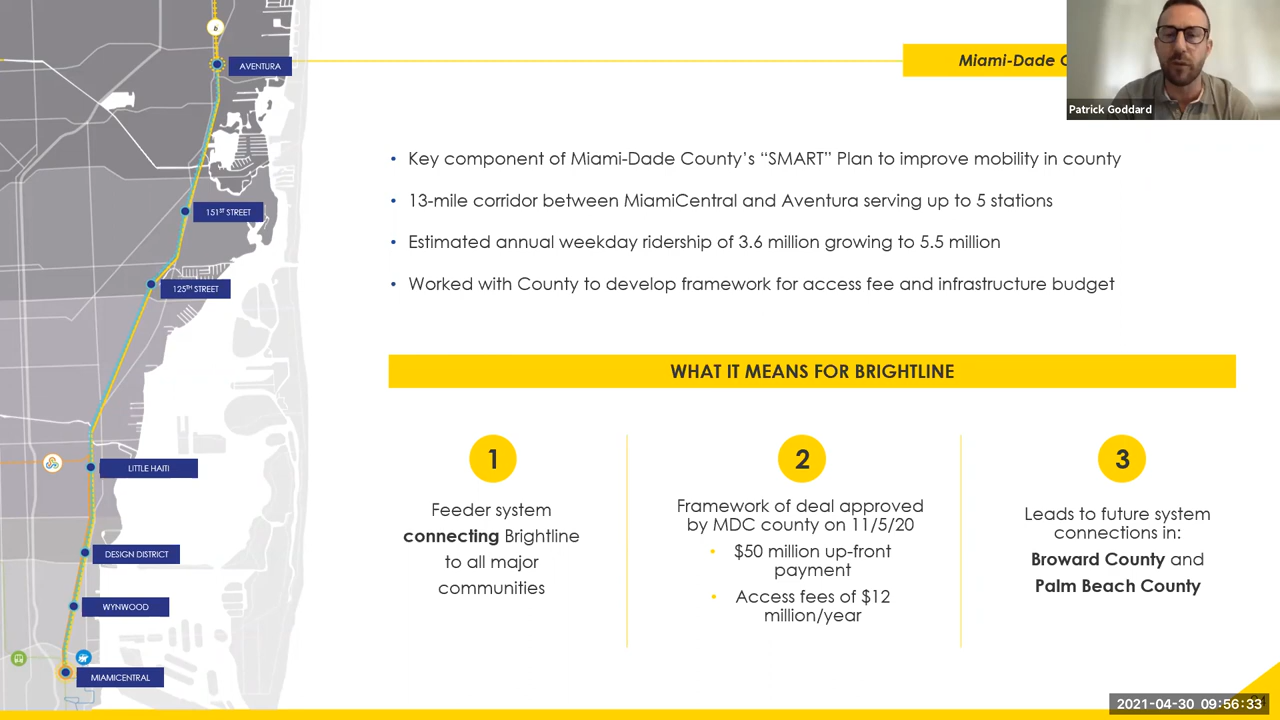 6
AVENTURA
Miami-Dade C
Patrick Goddard
• Key component of Miami-Dade County’s “SMART” Plan to improve mobility in county
• 13-mile corridor between MiamiCentral and Aventura serving up to 5 stations
• Estimated annual weekday ridership of 3.6 million growing to 5.5 million
• Worked with County to develop framework for access fee and infrastructure budget
151ST STREET
125TH STREET
LITTLE HAITI
DESIGN DISTRICT
WYNWOOD
MIAMICENTRAL
WHAT IT MEANS FOR BRIGHTLINE
1
Feeder system
connecting Brightline
to all major
communities
2
Framework of deal approved
by MDC county on 11/5/20
• $50 million up-front
payment
• Access fees of $12
million/year
3
Leads to future system
connections in:
Broward County and
Palm Beach County
2021-04-30 09:56:33